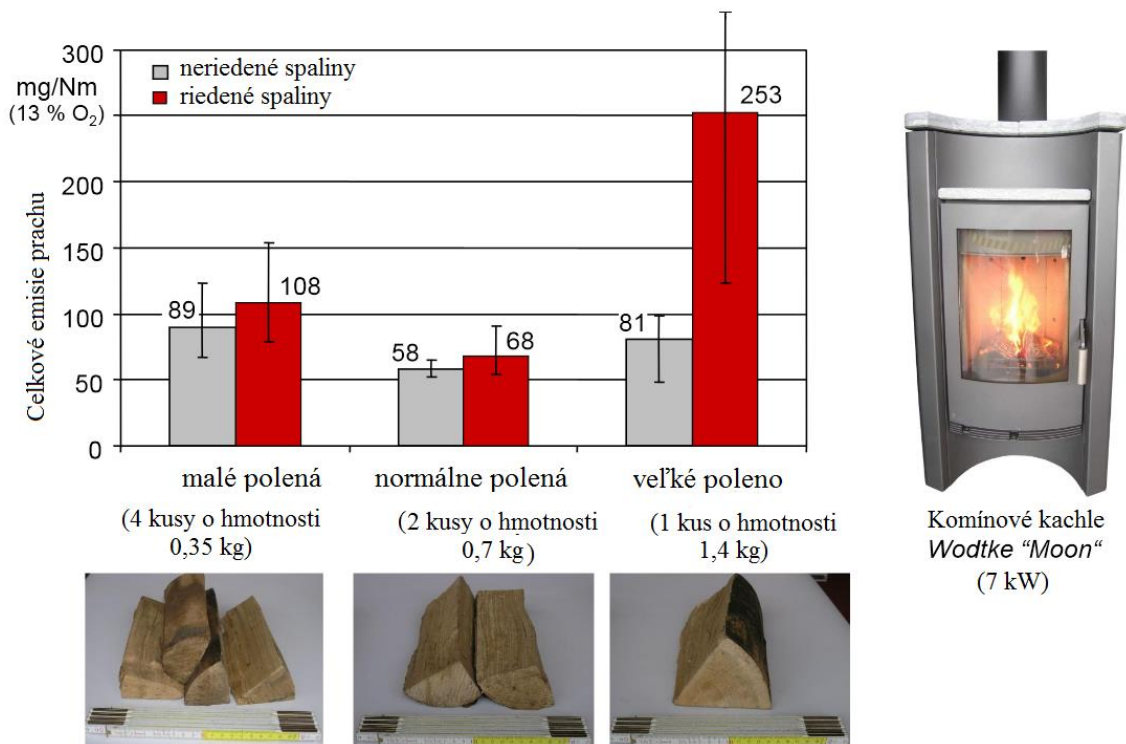 300
mg/Nm
(13 % O₂)
250
200
150
100
50
0
Celkové emisie prachu
neriedené spaliny
riedené spaliny
89
108
58
68
81
253
malé polená
normálne polená
veľké poleno
(4 kusy o hmotnosti
0,35 kg)
(2 kusy o hmotnosti
0,7 kg)
(1 kus o hmotnosti
1,4 kg)
Komínové kachle
Wodtke “Moon“
(7 kW)